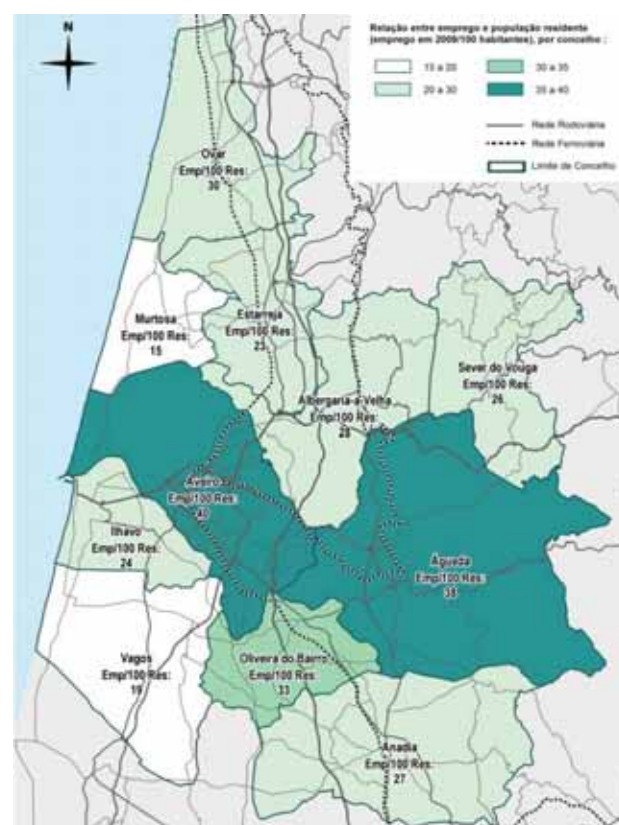 N
Relação entre emprego e população residente
(emprego em 2009/100 habitantes), por concelho :
15 a 20
30 a 35
20 a 30
35 a 40
Rede Rodoviária
Rede Ferroviária
Limite de Concelho
Ovar
Emp/100 Res:
30
Murtosa
Emp/100 Res:
15
Estarreja
Emp/100 Res:
23
Sever do Vouga
Emp/100 Res:
26
Albergaria-a-Velha
Emp/100 Res:
28
Aveiro
Emp/100 Res:
40
Ílhavo
Emp/100 Res:
24
Águeda
Emp/100 Res:
38
Vagos
Emp/100 Res:
19
Oliveira do Bairro
Emp/100 Res:
33
Anadia
Emp/100 Res:
27